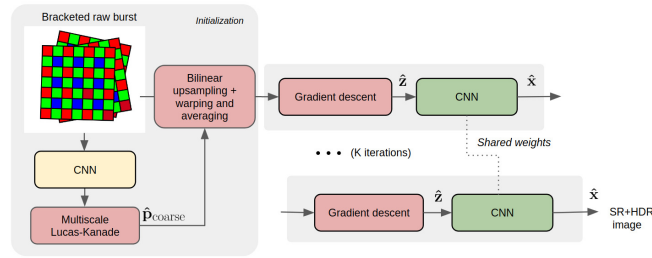 Bracketed raw burst
Initialization
Bilinear
upsampling +
warping and
averaging
Gradient descent
ẑ
CNN
x̂
Shared weights
• • • (K iterations)
CNN
Multiscale
Lucas-Kanade
p̂coarse
Gradient descent
ẑ
CNN
x̂
SR+HDR
image